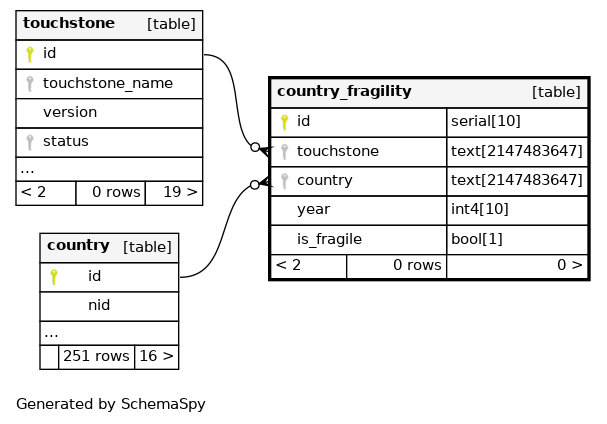 touchstone [table]
id
touchstone_name
version
status
...
< 2 0 rows 19 >
country_fragility [table]
id serial[10]
touchstone text[2147483647]
country text[2147483647]
year int4[10]
is_fragile bool[1]
< 2 0 rows 0 >
country [table]
id
nid
...
251 rows 16 >
Generated by SchemaSpy